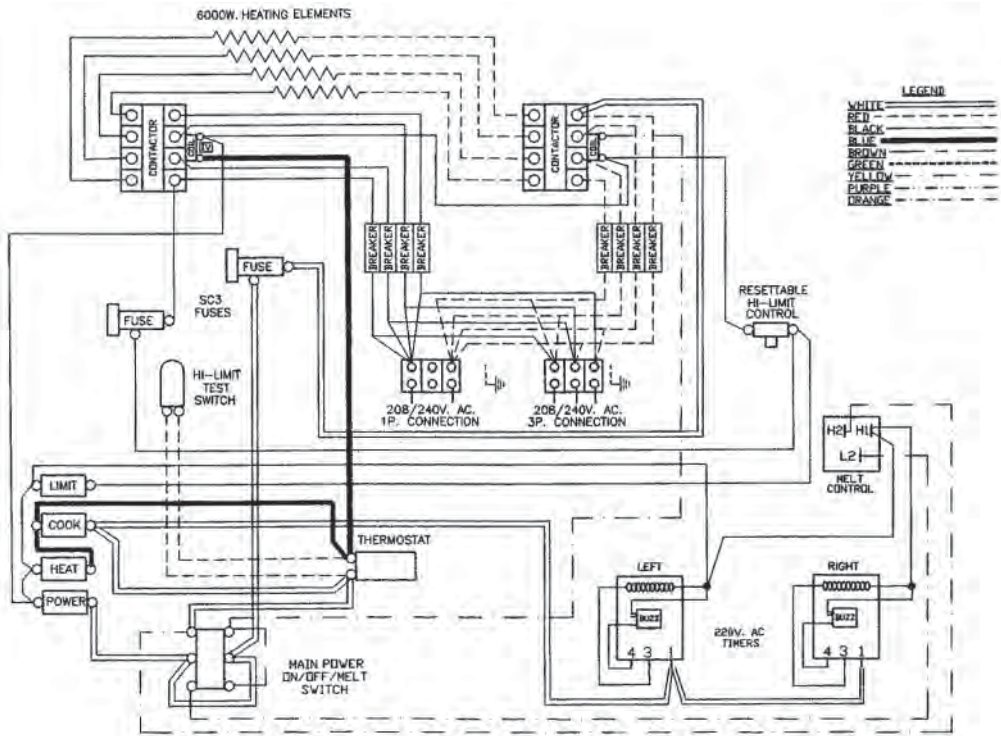 6000W. HEATING ELEMENTS
LEGEND
WHITE
RED
BLACK
BLUE
BROWN
GREEN
YELLOW
PURPLE
ORANGE
CONTACTOR
COIL
CONTACTOR
COIL
BREAKER
BREAKER
BREAKER
BREAKER
BREAKER
BREAKER
BREAKER
BREAKER
FUSE
SC3
FUSES
FUSE
RESETTABLE
HI-LIMIT
CONTROL
HI-LIMIT
TEST
SWITCH
208/240V. AC.
1P. CONNECTION
208/240V. AC.
3P. CONNECTION
H2
H1
L2
MELT
CONTROL
LIMIT
COOK
HEAT
POWER
THERMOSTAT
LEFT
RIGHT
BUZZ
BUZZ
220V. AC
TIMERS
4 3 1
4 3 1
MAIN POWER
ON/OFF/MELT
SWITCH